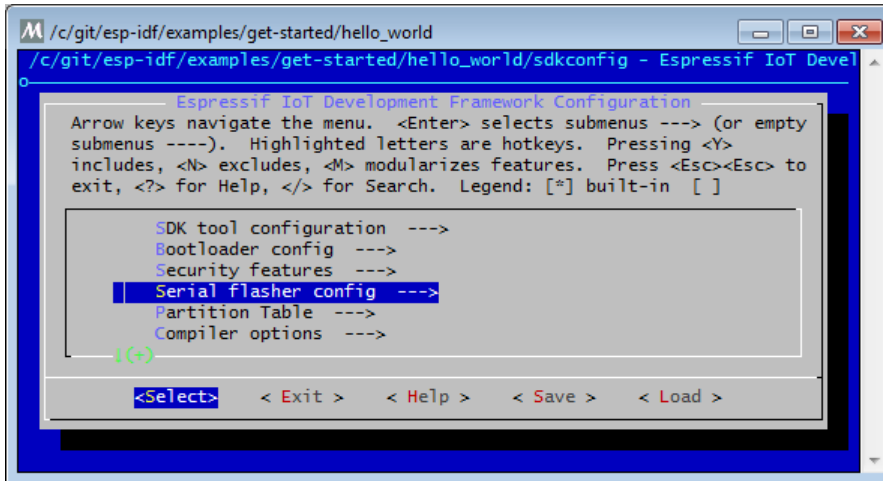 M /c/git/esp-idf/examples/get-started/hello_world
/c/git/esp-idf/examples/get-started/hello_world/sdkconfig - Espressif IoT Devel
Espressif IoT Development Framework Configuration
Arrow keys navigate the menu.  <Enter> selects submenus ---> (or empty
submenus ----).  Highlighted letters are hotkeys.  Pressing <Y>
includes, <N> excludes, <M> modularizes features.  Press <Esc><Esc> to
exit, <?> for Help, </> for Search.  Legend: [*] built-in  [ ]
SDK tool configuration  --->
Bootloader config  --->
Security features  --->
Serial flasher config  --->
Partition Table  --->
Compiler options  --->
↓(+)
<Select>    < Exit >    < Help >    < Save >    < Load >